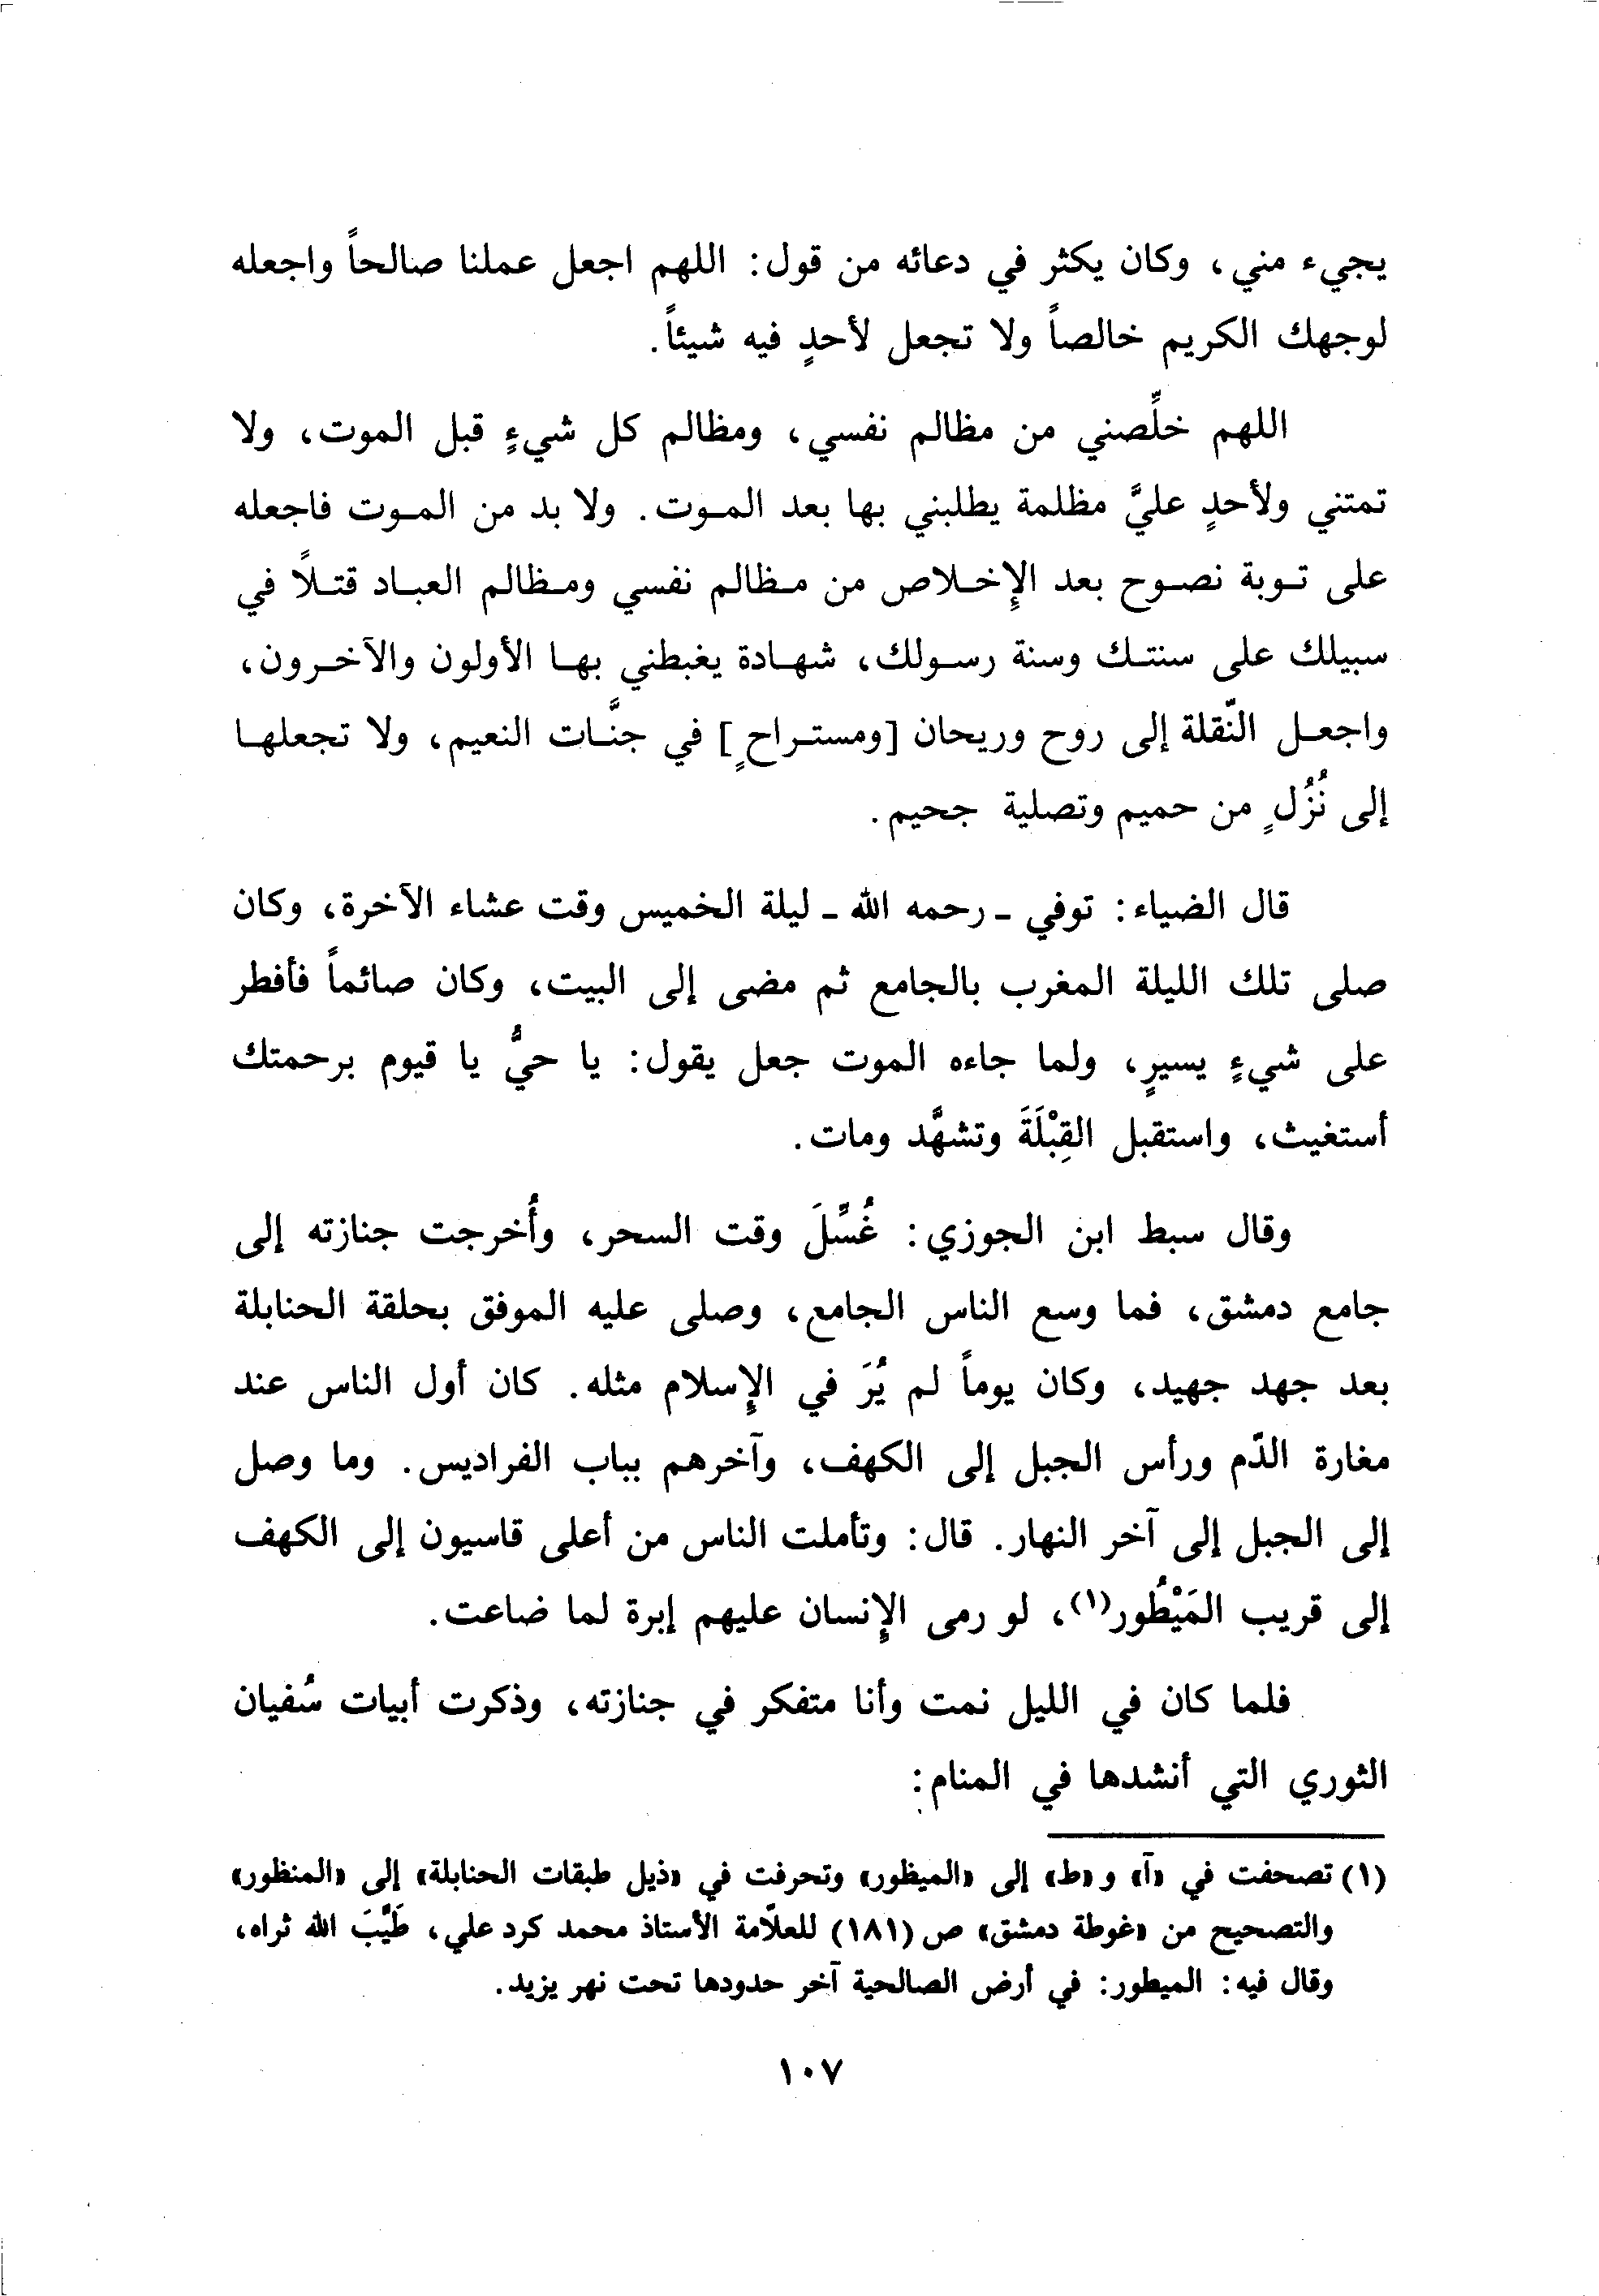 يجيء مني، وكان يكثر في دعائه من قول: اللهم اجعل عملنا صالحاً واجعله
لوجهك الكريم خالصاً ولا تجعل لأحدٍ فيه شيئاً.
اللهم خلِّصني من مظالم نفسي، ومظالم كل شيءٍ قبل الموت، ولا
تمتني ولأحدٍ عليَّ مظلمة يطلبني بها بعد الموت. ولا بد من الموت فاجعله
على توبة نصوح بعد الإخلاص من مظالم نفسي ومظالم العباد قتلاً في
سبيلك على سنتك وسنة رسولك، شهادة يغبطني بها الأولون والآخرون،
واجعل النّقلة إلى روح وريحان [ومستراحٍ] في جنَّات النعيم، ولا تجعلها
إلى نُزُلٍ من حميم وتصلية جحيم.
قال الضياء: توفي - رحمه الله - ليلة الخميس وقت عشاء الآخرة، وكان
صلى تلك الليلة المغرب بالجامع ثم مضى إلى البيت، وكان صائماً فأفطر
على شيءٍ يسيرٍ، ولما جاءه الموت جعل يقول: يا حيُّ يا قيوم برحمتك
أستغيث، واستقبل القِبْلَةَ وتشهَّد ومات.
وقال سبط ابن الجوزي: غُسِّلَ وقت السحر، وأُخرجت جنازته إلى
جامع دمشق، فما وسع الناس الجامع، وصلى عليه الموفق بحلقة الحنابلة
بعد جهد جهيد، وكان يوماً لم يُرَ في الإسلام مثله. كان أول الناس عند
مغارة الدّم ورأس الجبل إلى الكهف، وآخرهم بباب الفراديس. وما وصل
إلى الجبل إلى آخر النهار. قال: وتأملت الناس من أعلى قاسيون إلى الكهف
إلى قريب المَيْطُور(١)، لو رمى الإنسان عليهم إبرة لما ضاعت.
فلما كان في الليل نمت وأنا متفكر في جنازته، وذكرت أبيات سُفيان
الثوري التي أنشدها في المنام:
(١) تصحفت في «آ» و «ط» إلى «الميظور» وتحرفت في «ذيل طبقات الحنابلة» إلى «المنظور»
والتصحيح من «غوطة دمشق» ص (١٨١) للعلاّمة الأستاذ محمد كرد علي، طَيَّبَ الله ثراه،
وقال فيه: الميطور: في أرض الصالحية آخر حدودها تحت نهر يزيد.
١٠٧